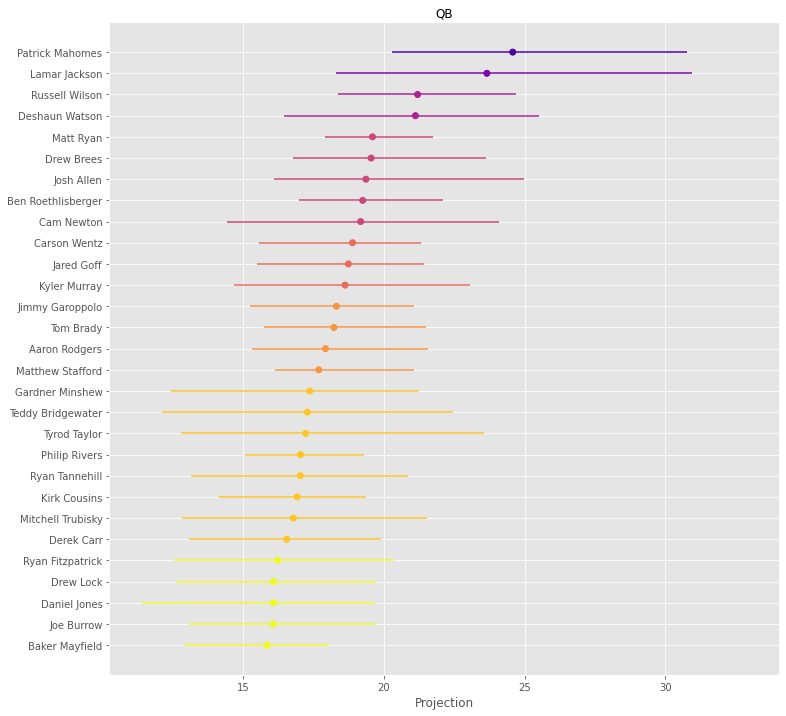 QB
Patrick Mahomes
Lamar Jackson
Russell Wilson
Deshaun Watson
Matt Ryan
Drew Brees
Josh Allen
Ben Roethlisberger
Cam Newton
Carson Wentz
Jared Goff
Kyler Murray
Jimmy Garoppolo
Tom Brady
Aaron Rodgers
Matthew Stafford
Gardner Minshew
Teddy Bridgewater
Tyrod Taylor
Philip Rivers
Ryan Tannehill
Kirk Cousins
Mitchell Trubisky
Derek Carr
Ryan Fitzpatrick
Drew Lock
Daniel Jones
Joe Burrow
Baker Mayfield
15 20 25 30
Projection